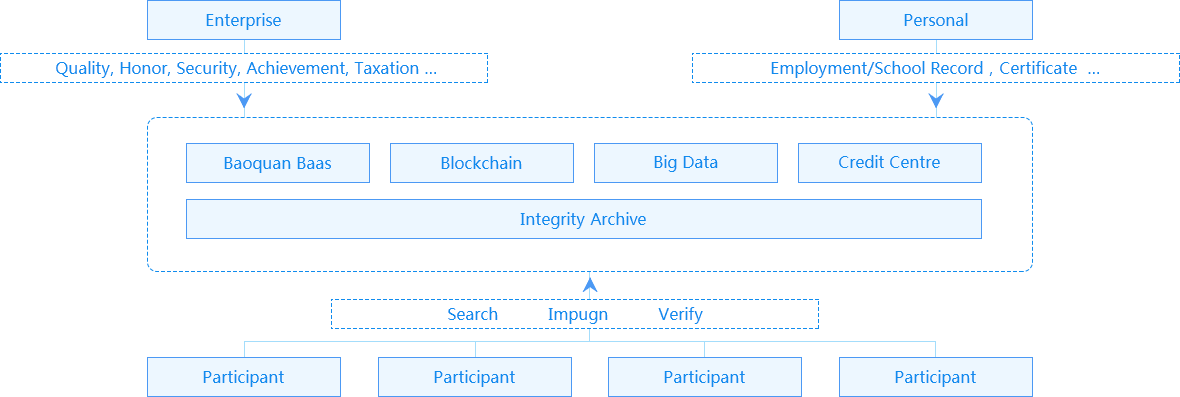 Enterprise
Personal
Quality, Honor, Security, Achievement, Taxation ...
Employment/School Record , Certificate ...
Baoquan Baas
Blockchain
Big Data
Credit Centre
Integrity Archive
Search Impugn Verify
Participant
Participant
Participant
Participant